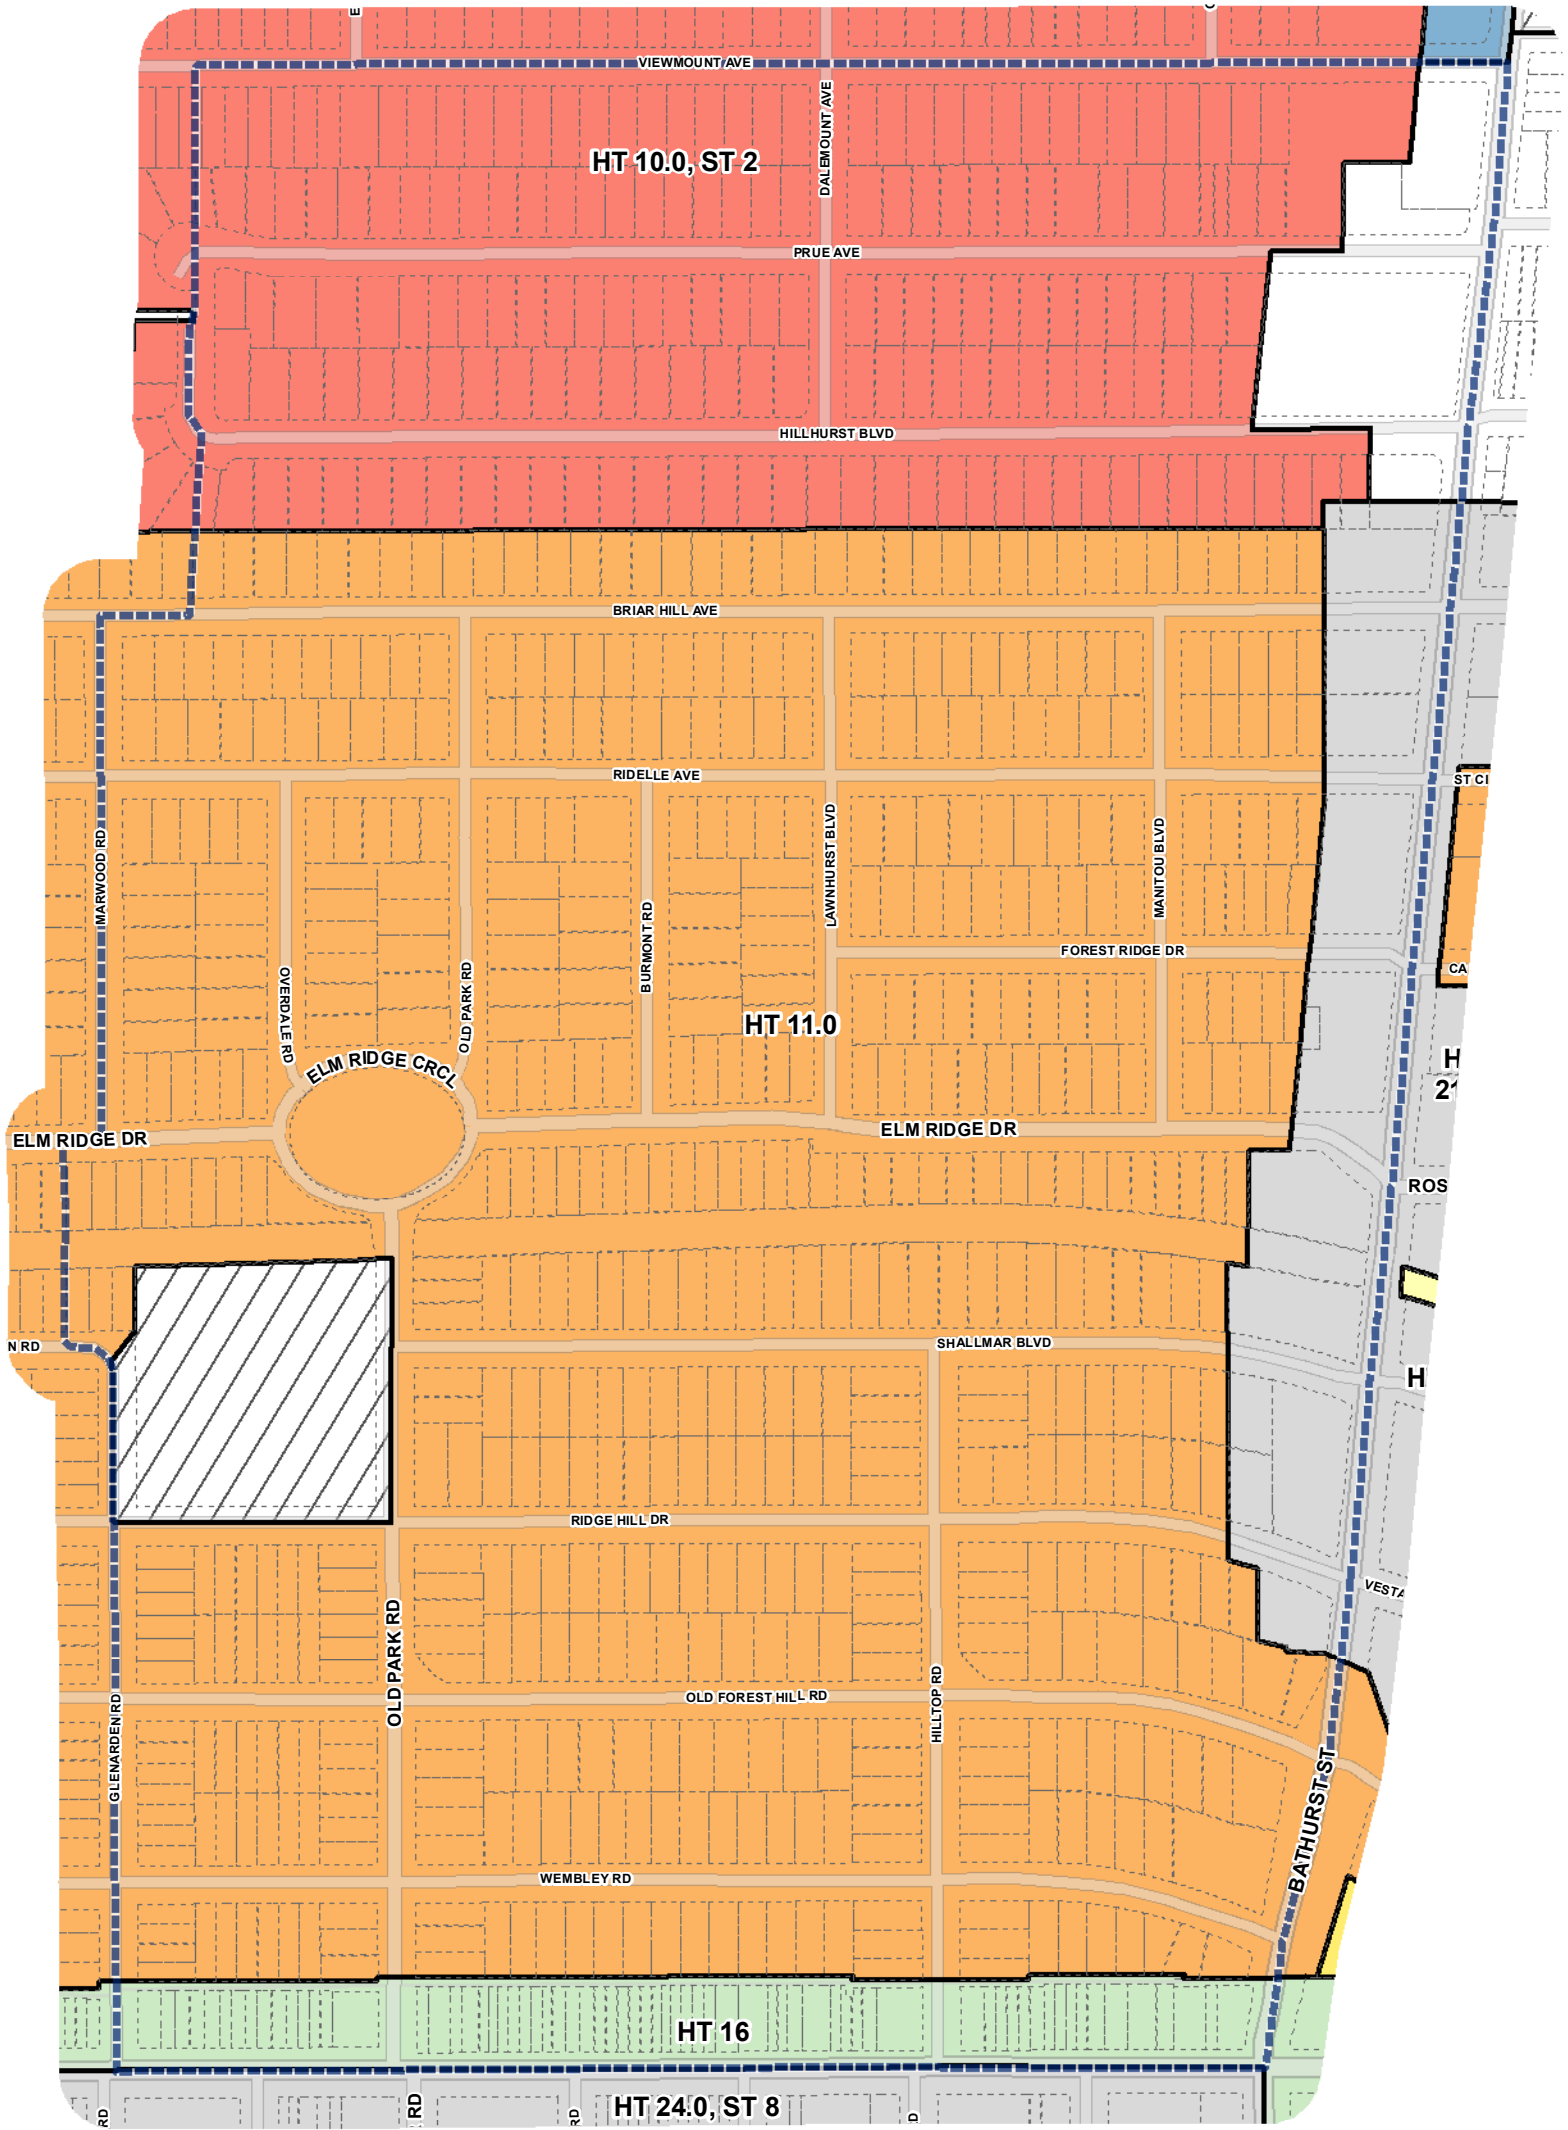 E
VIEWMOUNT AVE
DALEMOUNT AVE
HT 10.0, ST 2
PRUE AVE
HILLHURST BLVD
BRIAR HILL AVE
RIDELLE AVE
ST CL
MARWOOD RD
LAWNHURST BLVD
MANITOU BLVD
BURMONT RD
FOREST RIDGE DR
OVERDALE RD
OLD PARK RD
CA
HT 11.0
H
21
ELM RIDGE CRCL
ELM RIDGE DR
ELM RIDGE DR
ROS
N RD
SHALLMAR BLVD
H
RIDGE HILL DR
VESTA
OLD PARK RD
GLENARDEN RD
HILLTOP RD
OLD FOREST HILL RD
BATHURST ST
WEMBLEY RD
HT 16
HT 24.0, ST 8
RD
RD
RD
D